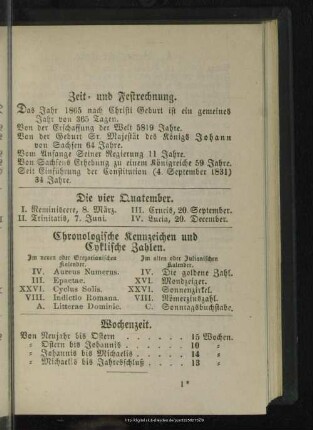 Zeit- und Festrechnung.
Das Jahr 1865 nach Christi Geburt ist ein gemeines
Jahr von 365 Tagen.
Von der Erschaffung der Welt 5819 Jahre.
Von der Geburt Sr. Majestät des Königs Johann
von Sachsen 64 Jahre.
Vom Anfange Seiner Regierung 11 Jahre.
Von Sachsens Erhebung zu einem Königreiche 59 Jahre.
Seit Einführung der Constitution (4. September 1831)
34 Jahre.
Die vier Quatember.
I. Reminiscere, 8. März. III. Crucis, 20. September.
II. Trinitatis, 7. Juni. IV. Lucia, 20. December.
Chronologische Kennzeichen und
Cyklische Zahlen.
Im neuen oder Gregorianischen Im alten oder Julianischen
Kalender. Kalender.
IV. Aureus Numerus. IV. Die goldene Zahl.
III. Epactae. XVI. Mondzeiger.
XXVI. Cyclus Solis. XXVI. Sonnenzirkel.
VIII. Indictio Romana. VIII. Römerzinszahl.
A. Litterae Dominic. C. Sonntagsbuchstabe.
Wochenzeit.
Von Neujahr bis Ostern . . . . . . 15 Wochen.
„ Ostern bis Johannis . . . . . 10 „
„ Johannis bis Michaelis . . . . 14 „
„ Michaelis bis Jahresschluß . . . 13 „
1*